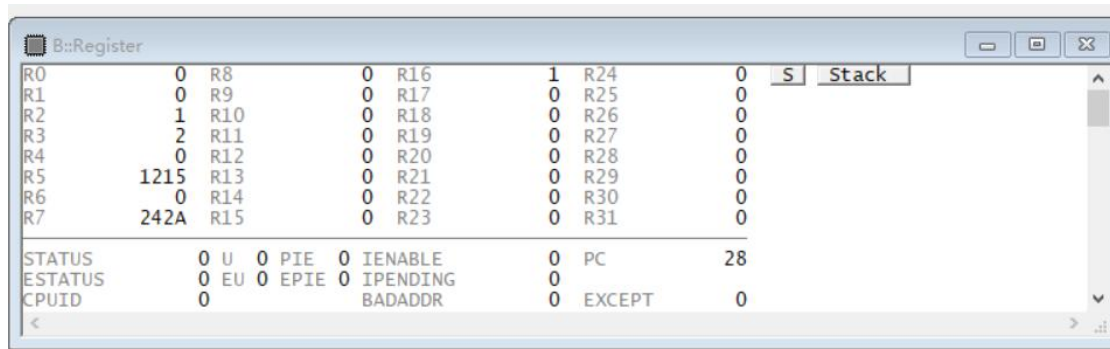 B::Register
R0 0 R8 0 R16 1 R24 0 S Stack
R1 0 R9 0 R17 0 R25 0
R2 1 R10 0 R18 0 R26 0
R3 2 R11 0 R19 0 R27 0
R4 0 R12 0 R20 0 R28 0
R5 1215 R13 0 R21 0 R29 0
R6 0 R14 0 R22 0 R30 0
R7 242A R15 0 R23 0 R31 0
STATUS 0 U 0 PIE 0 IENABLE 0 PC 28
ESTATUS 0 EU 0 EPIE 0 IPENDING 0
CPUID 0 BADADDR 0 EXCEPT 0